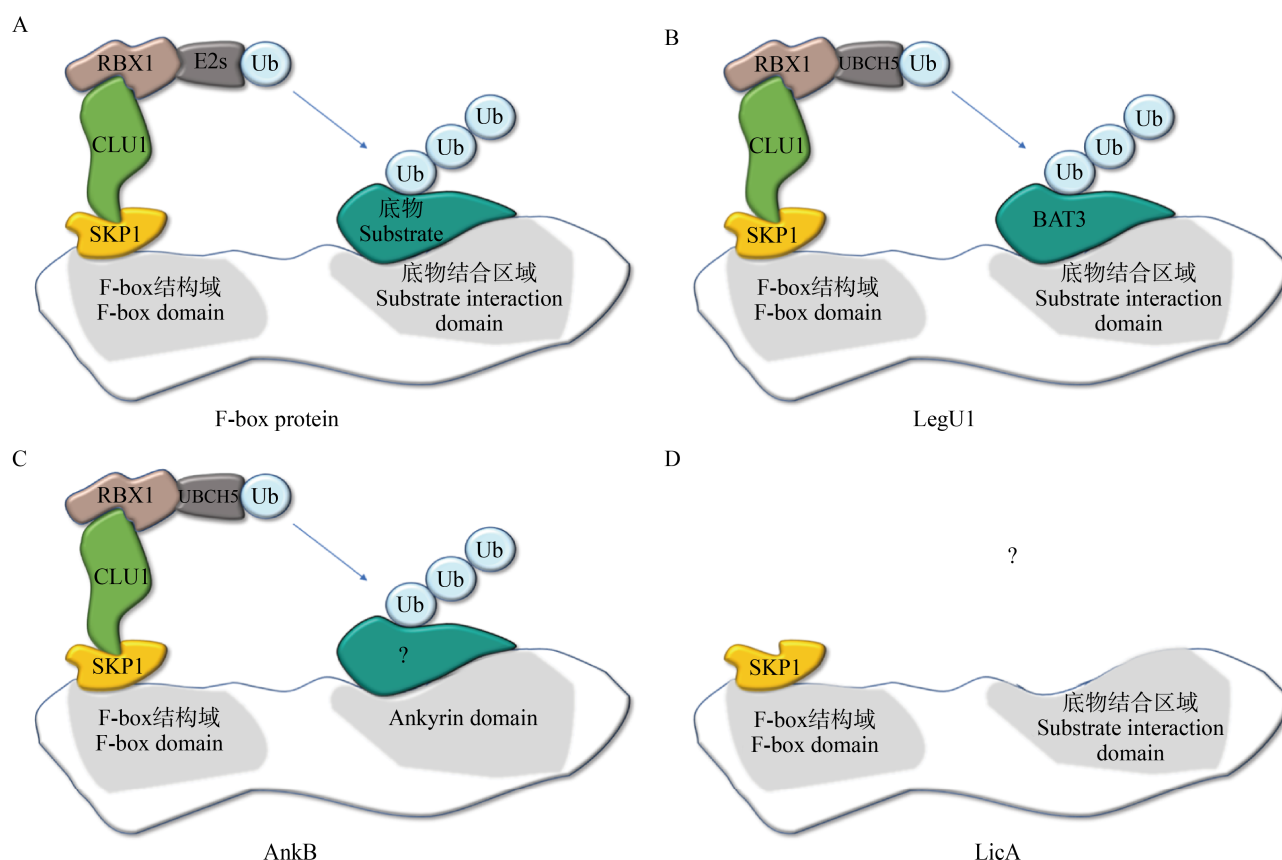 A
RBX1
E2s
Ub
CLU1
SKP1
Ub
Ub
Ub
底物
Substrate
F-box结构域
F-box domain
底物结合区域
Substrate interaction
domain
F-box protein
B
RBX1
UBCH5
Ub
CLU1
SKP1
Ub
Ub
Ub
BAT3
F-box结构域
F-box domain
底物结合区域
Substrate interaction
domain
LegU1
C
RBX1
UBCH5
Ub
CLU1
SKP1
Ub
Ub
Ub
?
F-box结构域
F-box domain
Ankyrin domain
AnkB
D
?
SKP1
F-box结构域
F-box domain
底物结合区域
Substrate interaction
domain
LicA